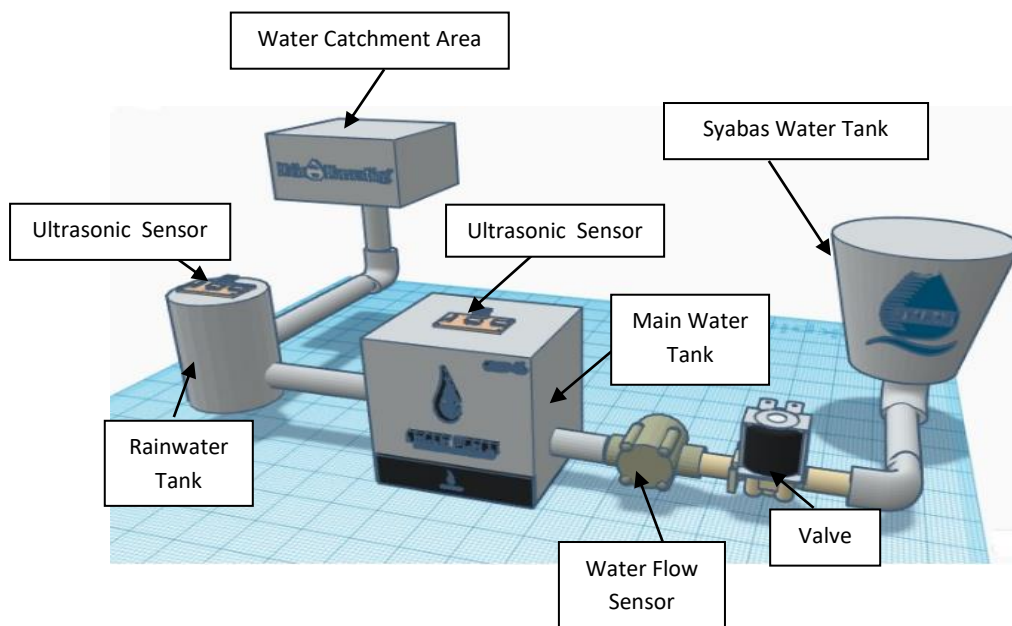 Water Catchment Area
Syabas Water Tank
Ultrasonic Sensor
Ultrasonic Sensor
Main Water
Tank
Rainwater
Tank
Valve
Water Flow
Sensor